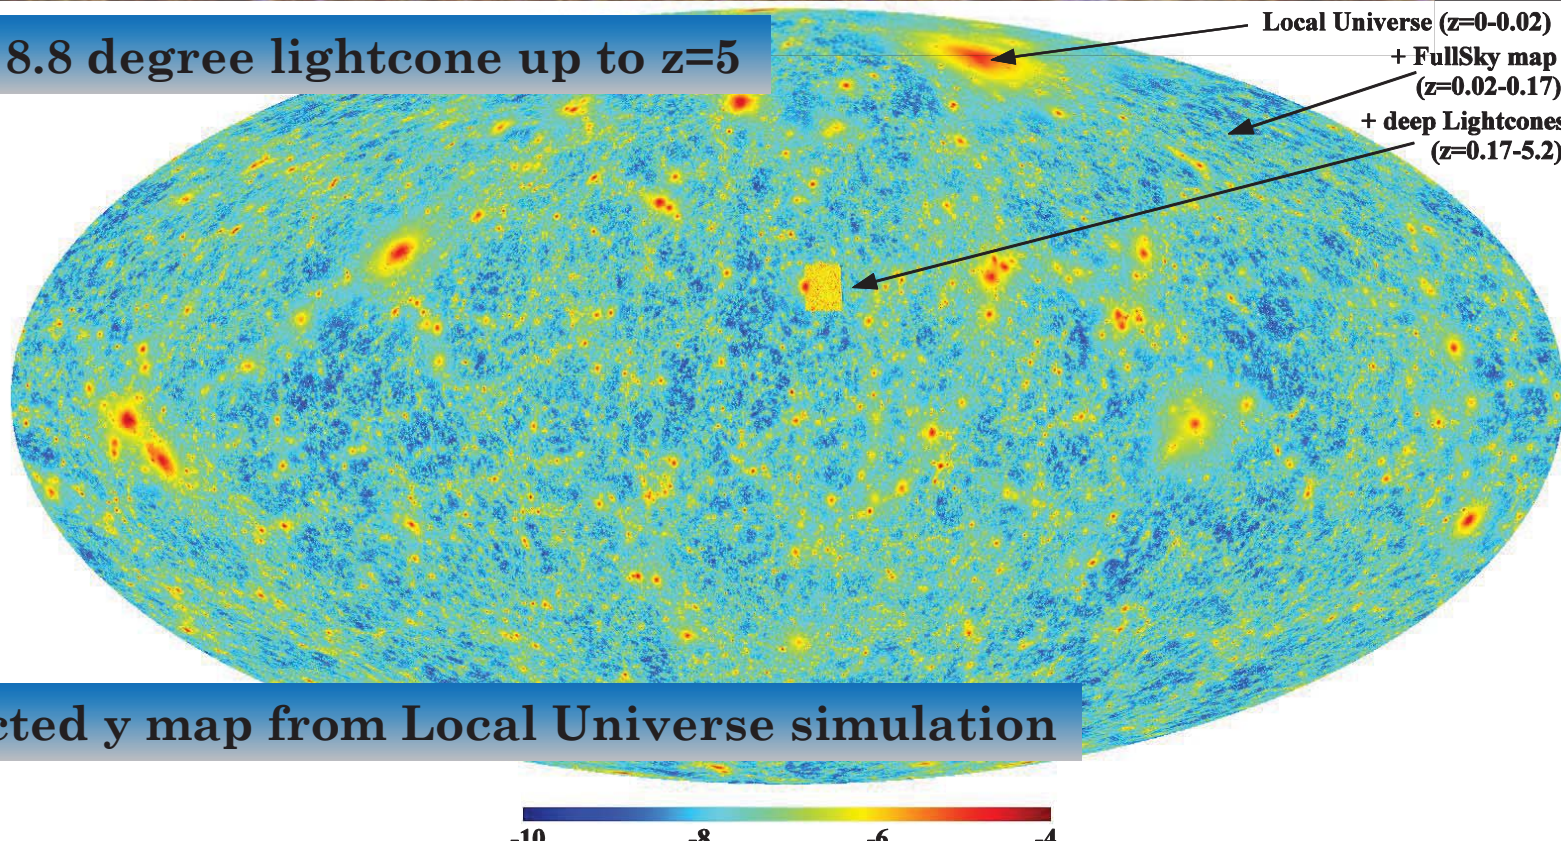 8.8 degree lightcone up to z=5
Local Universe (z=0-0.02)
+ FullSky map
(z=0.02-0.17)
+ deep Lightcones
(z=0.17-5.2)
y map from Local Universe simulation
-10 -8 -6 -4